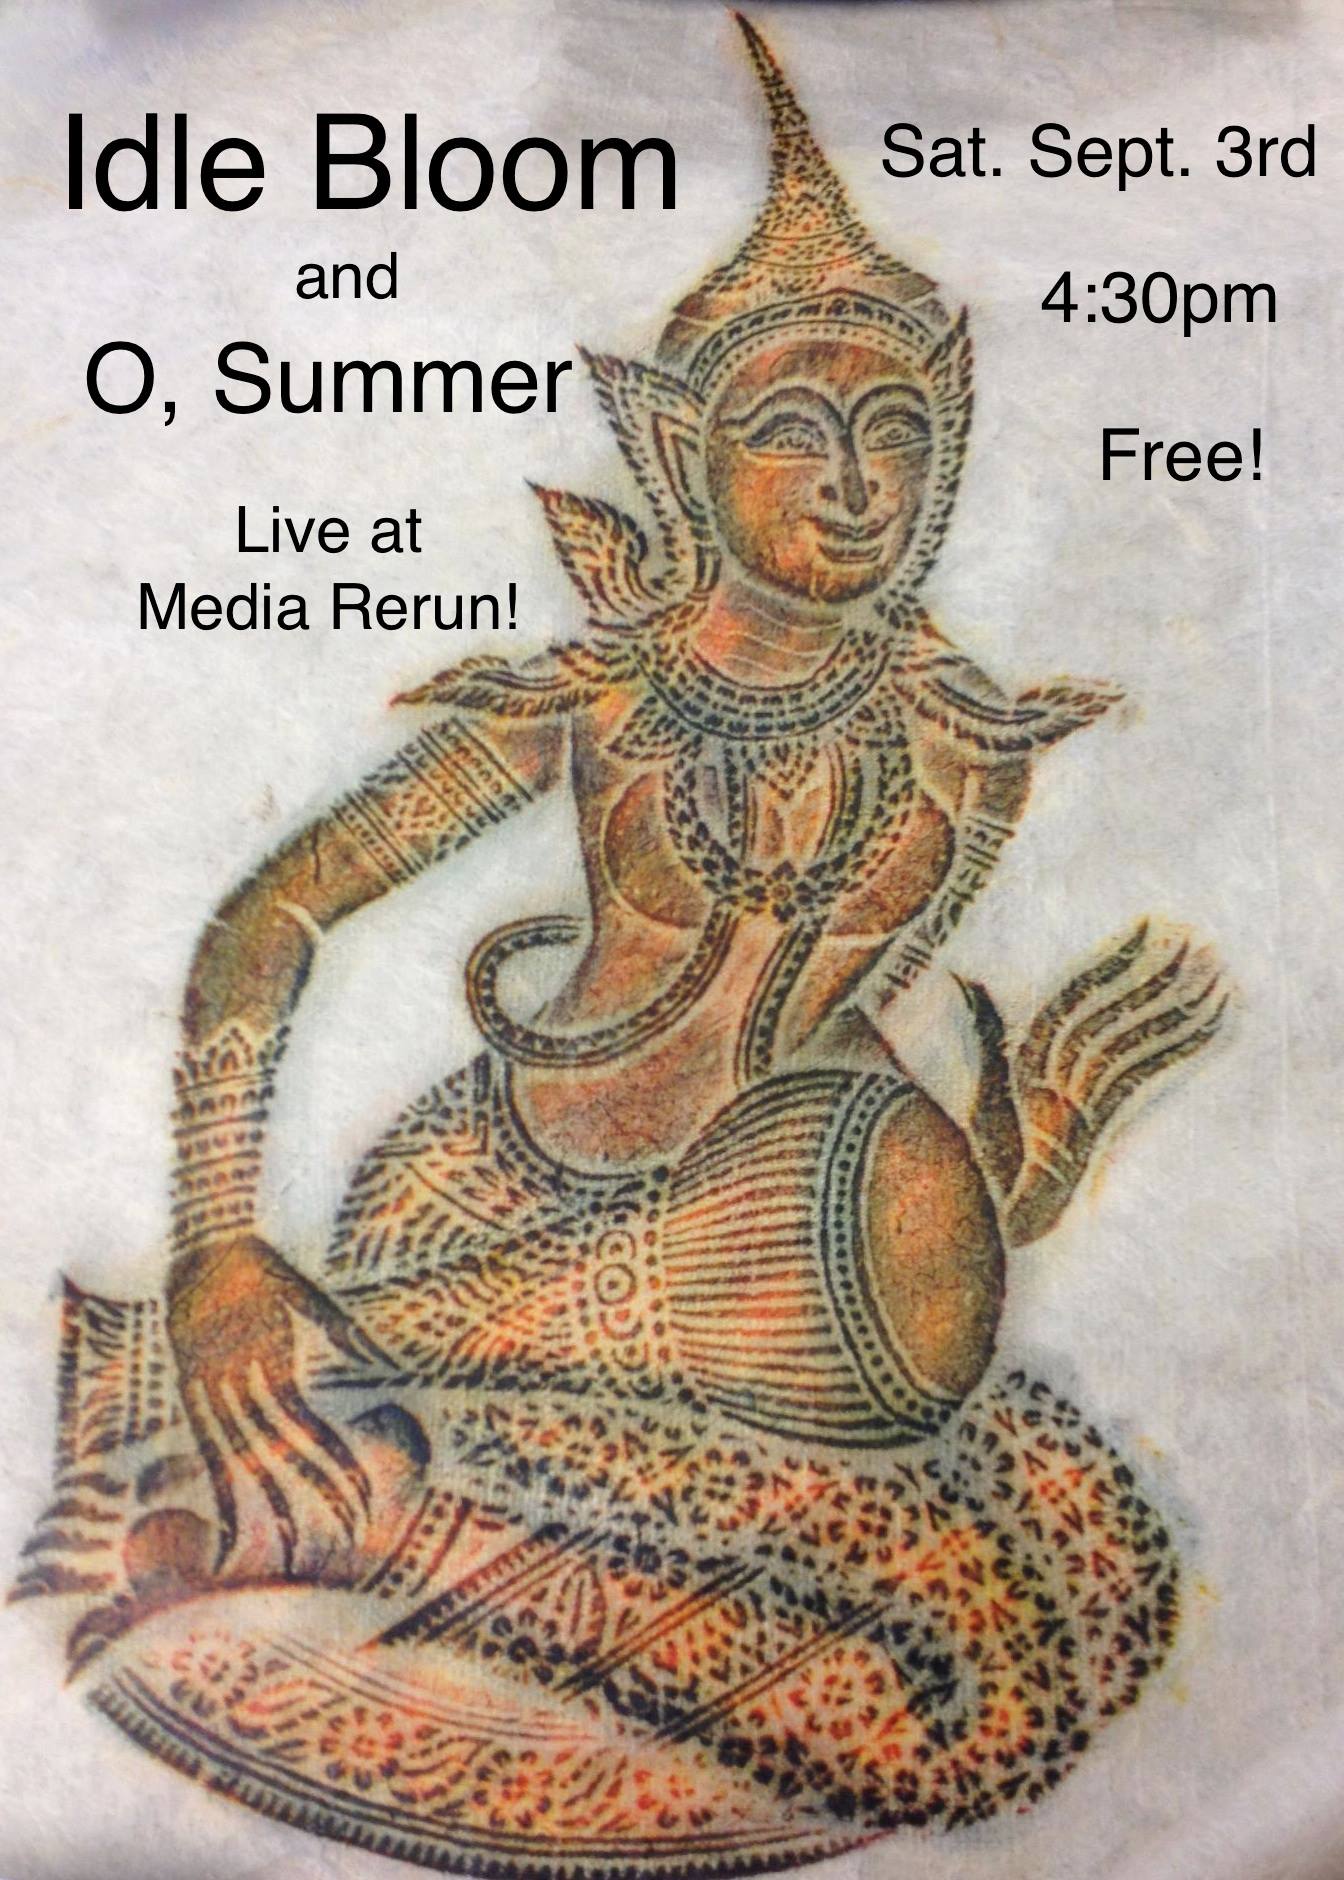 Idle Bloom
and
O, Summer
Live at
Media Rerun!
Sat. Sept. 3rd
4:30pm
Free!